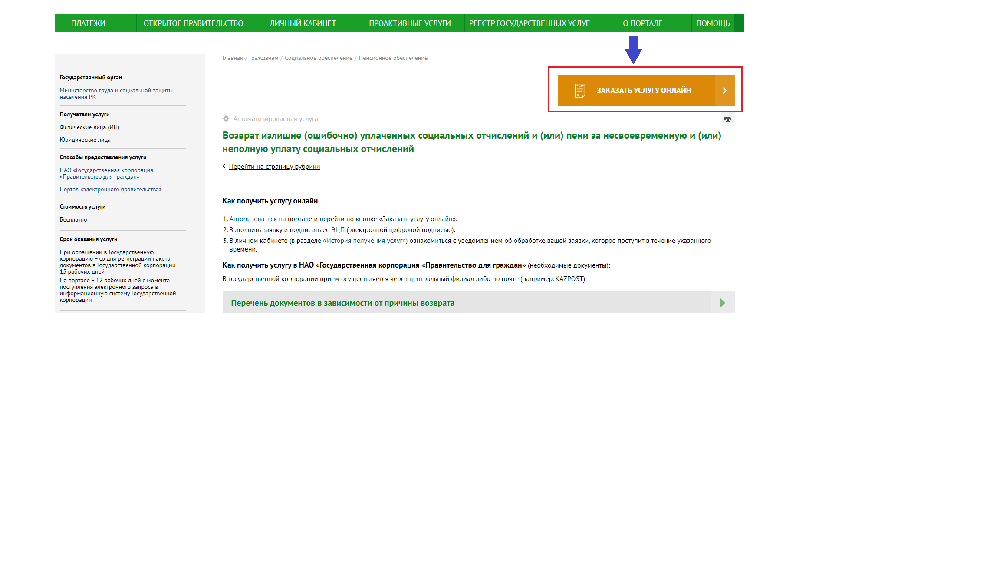 ПЛАТЕЖИ ОТКРЫТОЕ ПРАВИТЕЛЬСТВО ЛИЧНЫЙ КАБИНЕТ ПРОАКТИВНЫЕ УСЛУГИ РЕЕСТР ГОСУДАРСТВЕННЫХ УСЛУГ О ПОРТАЛЕ ПОМОЩЬ
Государственный орган
Министерство труда и социальной защиты
населения РК
Получатели услуги
Физические лица (ИП)
Юридические лица
Способы предоставления услуги
НАО «Государственная корпорация
«Правительство для граждан»
Портал «электронного правительства»
Стоимость услуги
Бесплатно
Срок оказания услуги
При обращении в Государственную
корпорацию – со дня регистрации пакета
документов в Государственной корпорации –
15 рабочих дней
На портале – 12 рабочих дней с момента
поступления электронного запроса в
информационную систему Государственной
корпорации
Главная / Гражданам / Социальное обеспечение / Пенсионное обеспечение
ЗАКАЗАТЬ УСЛУГУ ОНЛАЙН
Автоматизированная услуга
Возврат излишне (ошибочно) уплаченных социальных отчислений и (или) пени за несвоевременную и (или)
неполную уплату социальных отчислений
Перейти на страницу рубрики
Как получить услугу онлайн
1. Авторизоваться на портале и перейти по кнопке «Заказать услугу онлайн».
2. Заполнить заявку и подписать ее ЭЦП (электронной цифровой подписью).
3. В личном кабинете (в разделе «История получения услуг») ознакомиться с уведомлением об обработке вашей заявки, которое поступит в течение указанного
времени.
Как получить услугу в НАО «Государственная корпорация «Правительство для граждан» (необходимые документы):
В государственной корпорации прием осуществляется через центральный филиал либо по почте (например, KAZPOST).
Перечень документов в зависимости от причины возврата